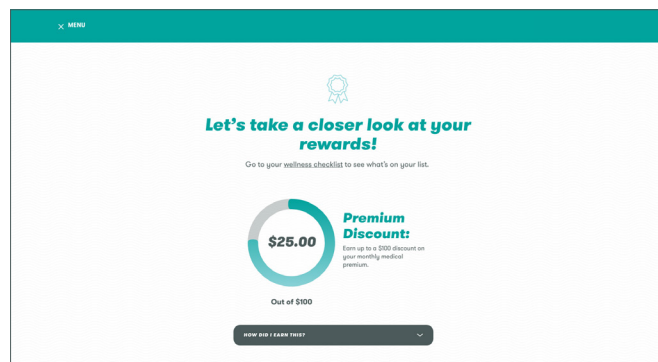 MENU
Let's take a closer look at your
rewards!
Go to your wellness checklist to see what's on your list.
$25.00
Premium
Discount:
Earn up to a $100 discount on
your monthly medical
premium.
Out of $100
HOW DID I EARN THIS?